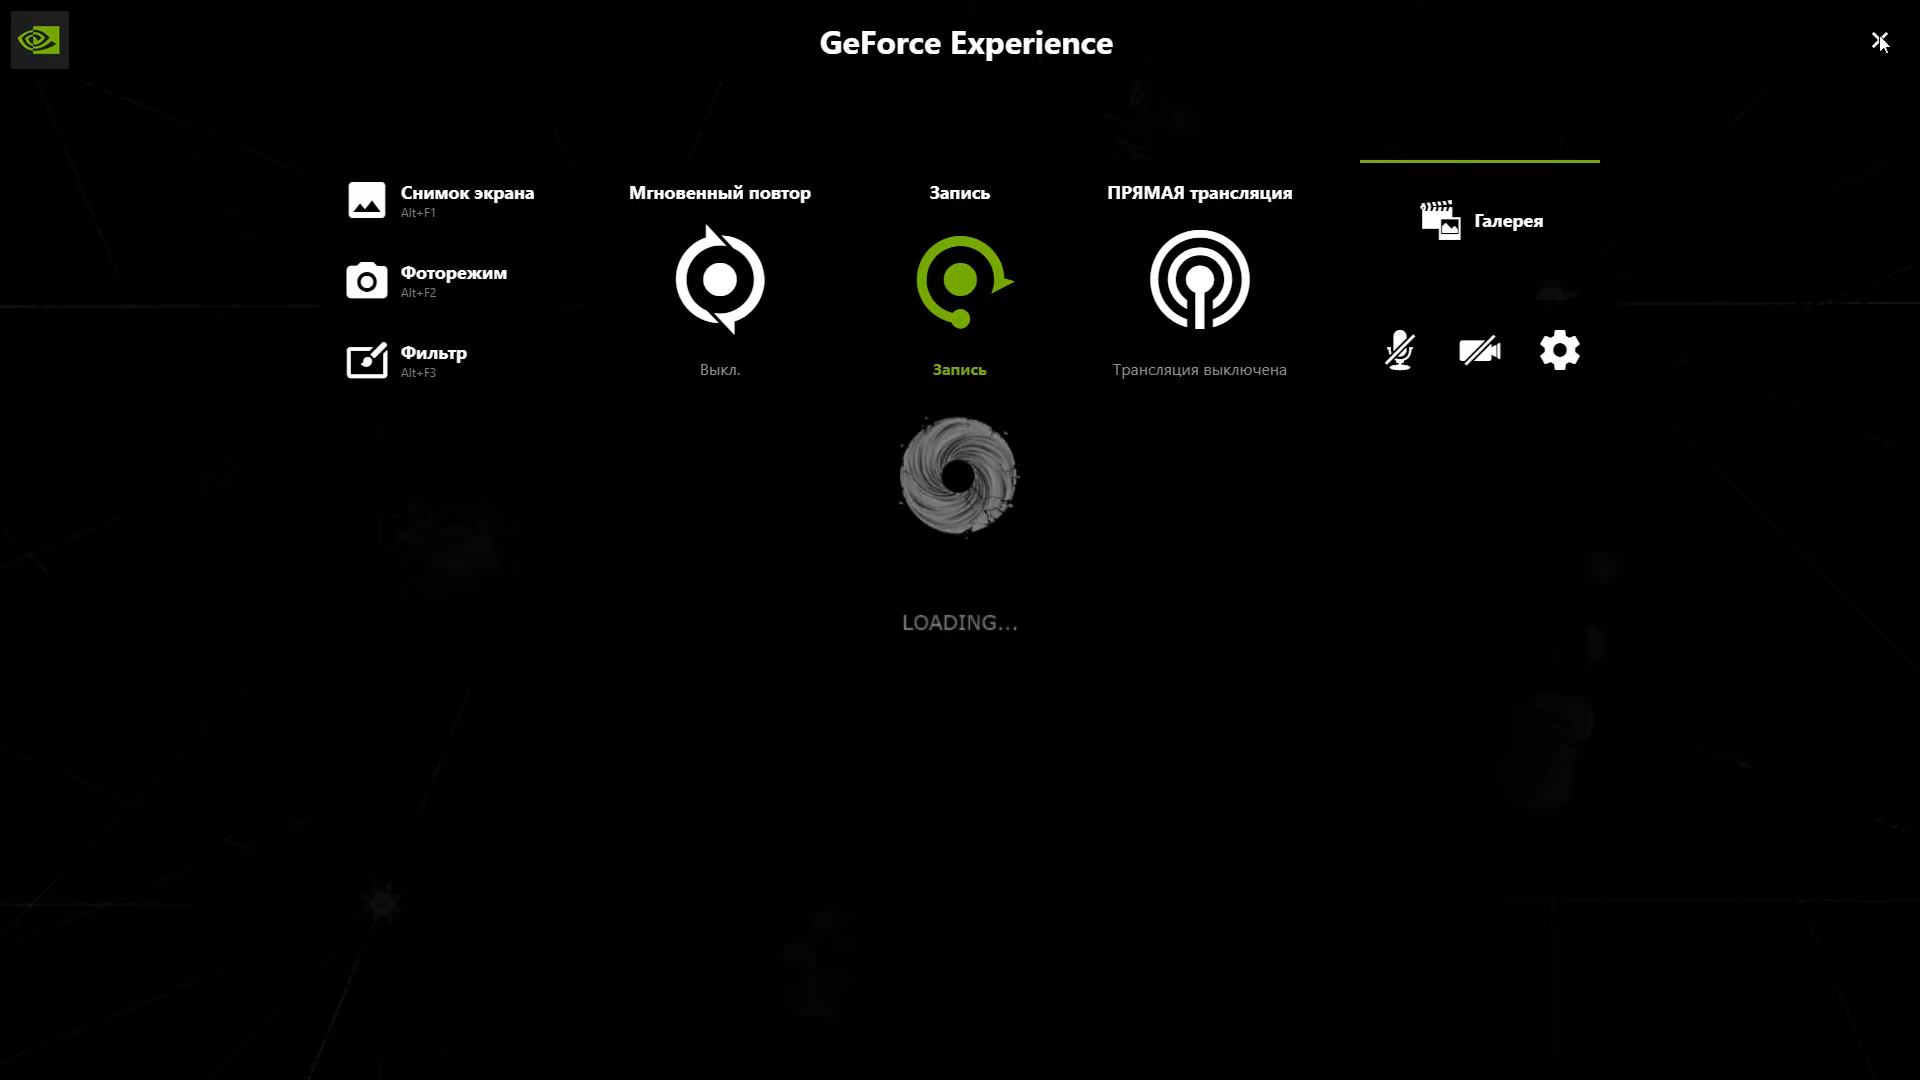 GeForce Experience
Снимок экрана
Alt+F1
Фоторежим
Alt+F2
Фильтр
Alt+F3
Мгновенный повтор
Выкл.
Запись
Запись
ПРЯМАЯ трансляция
Трансляция выключена
Галерея
LOADING...